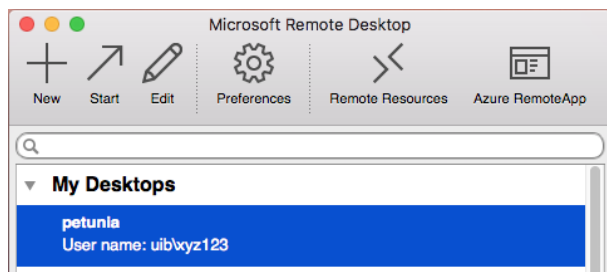 Microsoft Remote Desktop
New Start Edit Preferences Remote Resources Azure RemoteApp
My Desktops
petunia
User name: uib\xyz123